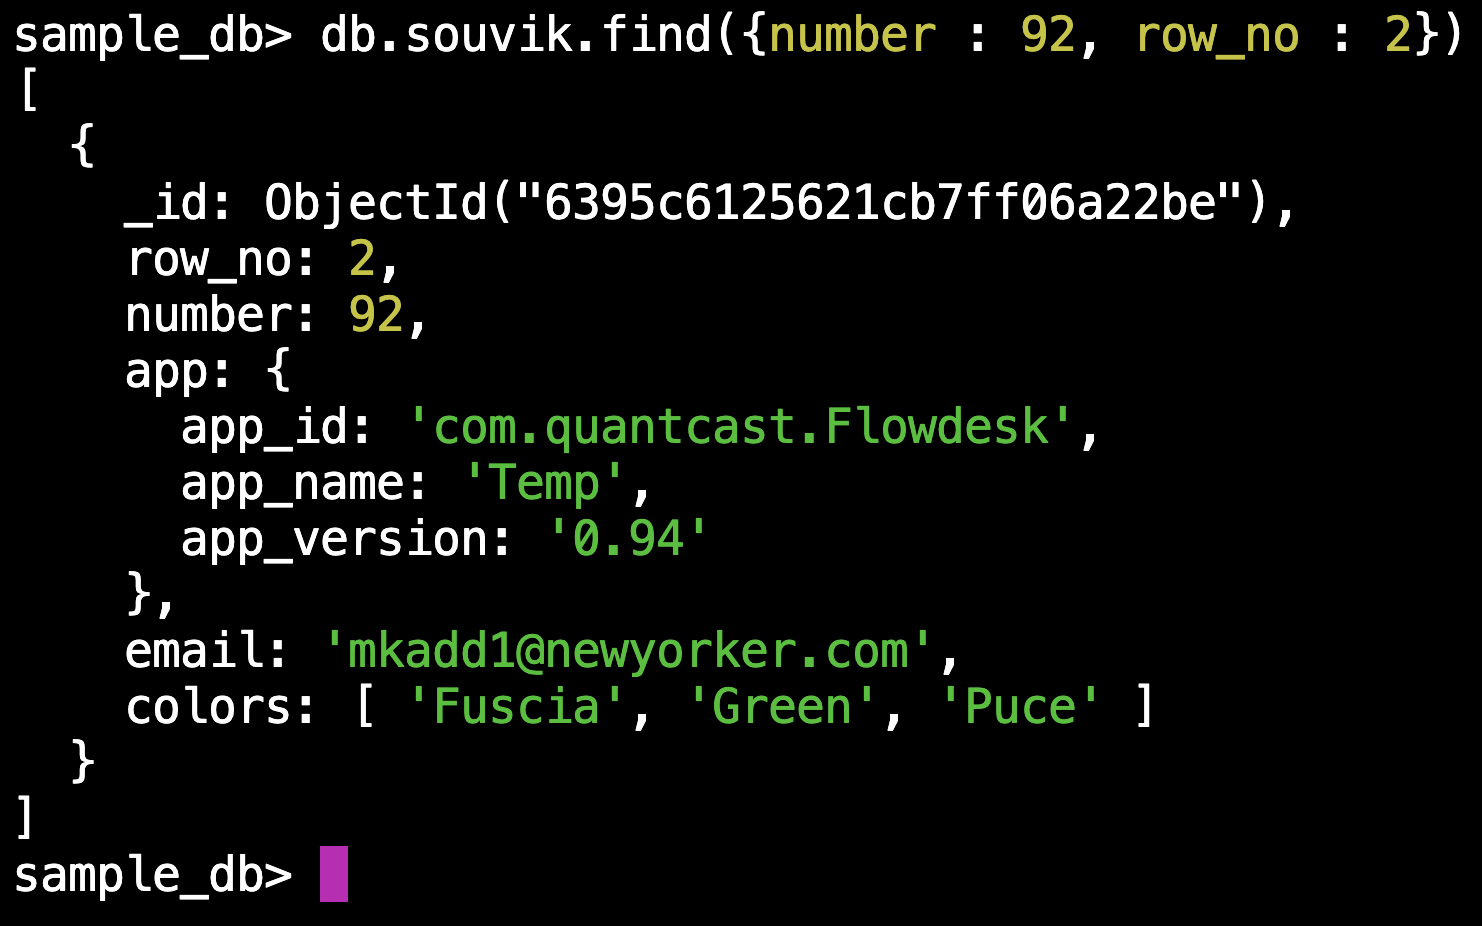 sample_db> db.souvik.find({number : 92, row_no : 2})
[
  {
    _id: ObjectId("6395c6125621cb7ff06a22be"),
    row_no: 2,
    number: 92,
    app: {
      app_id: 'com.quantcast.Flowdesk',
      app_name: 'Temp',
      app_version: '0.94'
    },
    email: 'mkadd1@newyorker.com',
    colors: [ 'Fuscia', 'Green', 'Puce' ]
  }
]
sample_db>